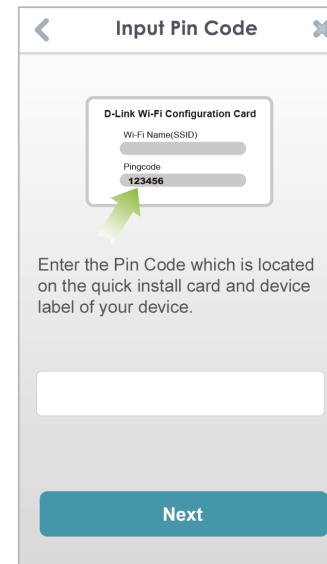 Input Pin Code
D-Link Wi-Fi Configuration Card
Wi-Fi Name(SSID)
Pingcode
123456
Enter the Pin Code which is located
on the quick install card and device
label of your device.
Next